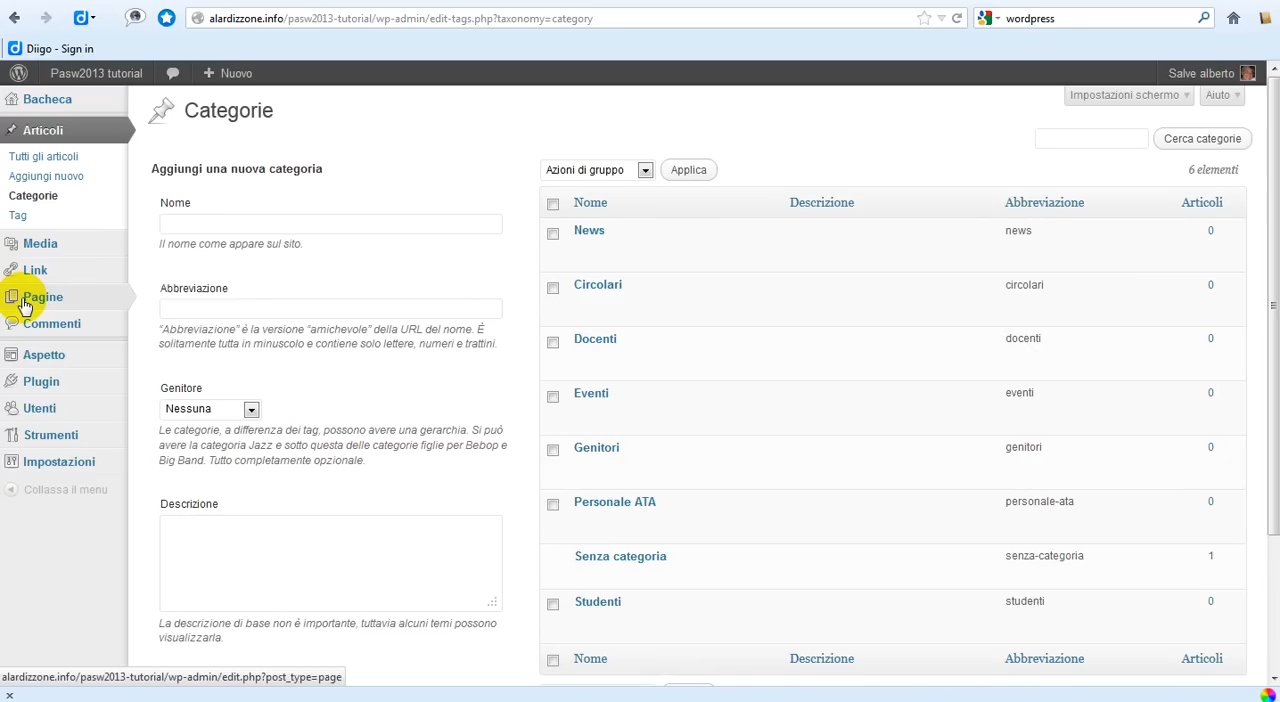 alardizzone.info/pasw2013-tutorial/wp-admin/edit-tags.php?taxonomy=category
wordpress
Diigo - Sign in
Pasw2013 tutorial
Nuovo
Salve alberto
Bacheca
Articoli
Tutti gli articoli
Aggiungi nuovo
Categorie
Tag
Media
Link
Pagine
Commenti
Aspetto
Plugin
Utenti
Strumenti
Impostazioni
Collassa il menu
Categorie
Impostazioni schermo
Aiuto
Cerca categorie
Aggiungi una nuova categoria
Nome
Il nome come appare sul sito.
Abbreviazione
"Abbreviazione" è la versione "amichevole" della URL del nome. È
solitamente tutta in minuscolo e contiene solo lettere, numeri e trattini.
Genitore
Nessuna
Le categorie, a differenza dei tag, possono avere una gerarchia. Si può
avere la categoria Jazz e sotto questa delle categorie figlie per Bebop e
Big Band. Tutto completamente opzionale.
Descrizione
La descrizione di base non è importante, tuttavia alcuni temi possono
visualizzarla.
Azioni di gruppo
Applica
6 elementi
Nome Descrizione Abbreviazione Articoli
News news 0
Circolari circolari 0
Docenti docenti 0
Eventi eventi 0
Genitori genitori 0
Personale ATA personale-ata 0
Senza categoria senza-categoria 1
Studenti studenti 0
Nome Descrizione Abbreviazione Articoli
alardizzone.info/pasw2013-tutorial/wp-admin/edit.php?post_type=page